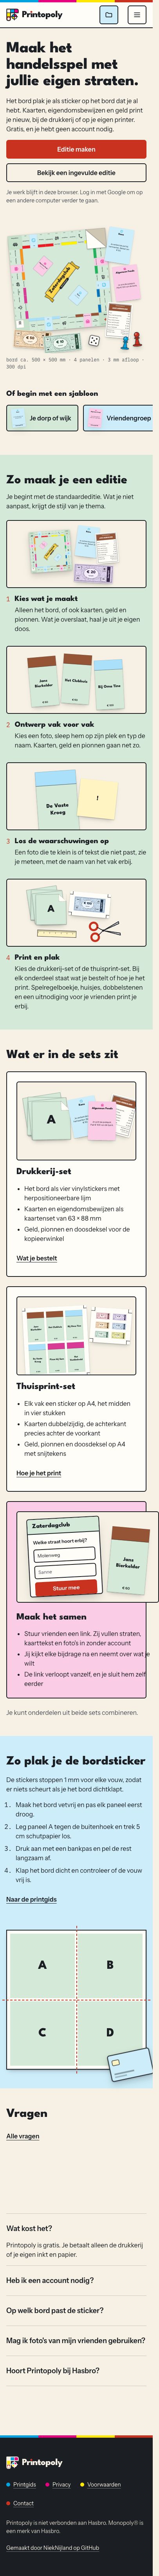 Printopoly
Maak het
handelsspel met
jullie eigen straten.
Het bord plak je als sticker op het bord dat je al
hebt. Kaarten, eigendomsbewijzen en geld print
je nieuw, bij de drukkerij of op je eigen printer.
Gratis, en je hebt geen account nodig.
Editie maken
Bekijk een ingevulde editie
Je werk blijft in deze browser. Log in met Google om op
een andere computer verder te gaan.
bord ca. 500 × 500 mm · 4 panelen · 3 mm afloop ·
300 dpi
Of begin met een sjabloon
Je dorp of wijk
Vriendengroep
Zo maak je een editie
Je begint met de standaardeditie. Wat je niet
aanpast, krijgt de stijl van je thema.
1 Kies wat je maakt
Alleen het bord, of ook kaarten, geld en
pionnen. Wat je overslaat, haal je uit je eigen
doos.
Jans
Bierkelder
Het Clubhuis
Bij Oma Tina
2 Ontwerp vak voor vak
Kies een foto, sleep hem op zijn plek en typ de
naam. Kaarten, geld en pionnen gaan net zo.
De Vaste
Kroeg
!
3 Los de waarschuwingen op
Een foto die te klein is of tekst die niet past, zie
je meteen, met de naam van het vak erbij.
A
4 Print en plak
Kies de drukkerij-set of de thuisprint-set. Bij
elk onderdeel staat wat je bestelt of hoe je het
print. Spelregelboekje, huisjes, dobbelstenen
en een uitnodiging voor je vrienden print je
erbij.
Wat er in de sets zit
A
Drukkerij-set
Het bord als vier vinylstickers met
herpositioneerbare lijm
Kaarten en eigendomsbewijzen als
kaartenset van 63 × 88 mm
Geld, pionnen en doosdeksel voor de
kopieerwinkel
Wat je bestelt
Thuisprint-set
Elk vak een sticker op A4, het midden
in vier stukken
Kaarten dubbelzijdig, de achterkant
precies achter de voorkant
Geld, pionnen en doosdeksel op A4
met snijtekens
Hoe je het print
Zaterdagclub
Welke straat hoort erbij?
Molenweg
Sanne
Stuur mee
Jans
Bierkelder
€ 60
Maak het samen
Stuur vrienden een link. Zij vullen straten,
kaarttekst en foto's in zonder account
Jij kijkt elke bijdrage na en neemt over wat je
wilt
De link verloopt vanzelf, en je sluit hem zelf
eerder
Je kunt onderdelen uit beide sets combineren.
Zo plak je de bordsticker
De stickers stoppen 1 mm voor elke vouw, zodat
er niets scheurt als je het bord dichtklapt.
1. Maak het bord vetvrij en pas elk paneel eerst
droog.
2. Leg paneel A tegen de buitenhoek en trek 5
cm schutpapier los.
3. Druk aan met een bankpas en pel de rest
langzaam af.
4. Klap het bord dicht en controleer of de vouw
vrij is.
Naar de printgids
A
B
C
D
Vragen
Alle vragen
Wat kost het?
Printopoly is gratis. Je betaalt alleen de drukkerij
of je eigen inkt en papier.
Heb ik een account nodig?
Op welk bord past de sticker?
Mag ik foto's van mijn vrienden gebruiken?
Hoort Printopoly bij Hasbro?
Printopoly
Printgids
Privacy
Voorwaarden
Contact
Printopoly is niet verbonden aan Hasbro. Monopoly® is
een merk van Hasbro.
Gemaakt door NiekNijland op GitHub